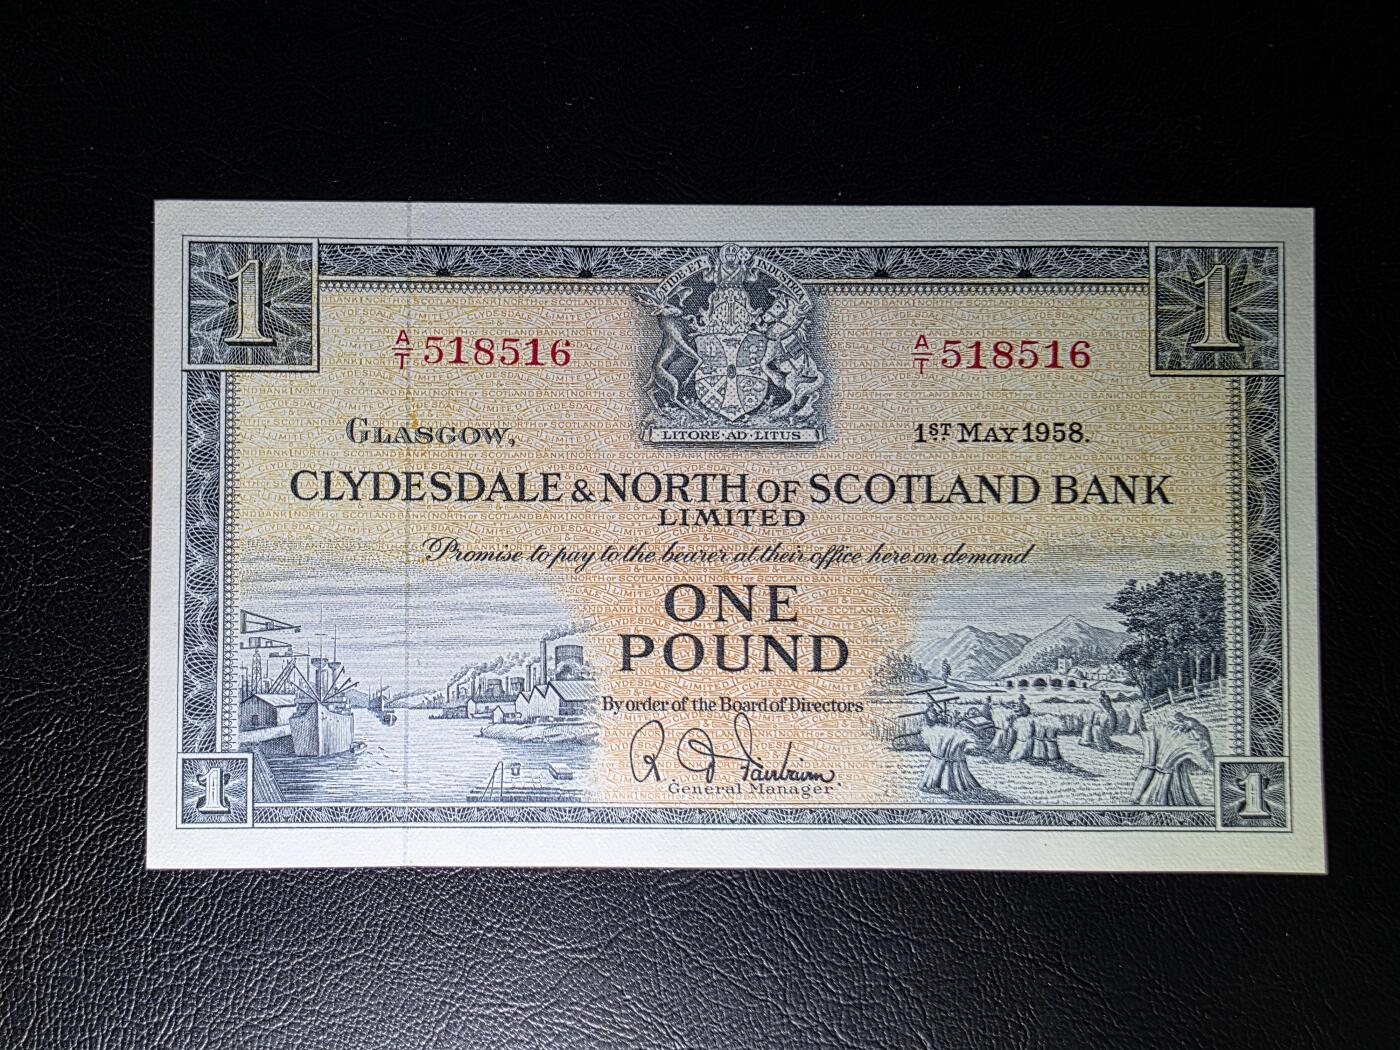 1 1
FIDE·ET INDUSTRIA
A/T 518516 A/T 518516
LITORE·AD·LITUS
GLASGOW, 1ST MAY 1958.
CLYDESDALE & NORTH OF SCOTLAND BANK
LIMITED
Promise to pay to the bearer at their office here on demand
ONE
POUND
By order of the Board of Directors
R. D. Fairbairn
General Manager
1 1